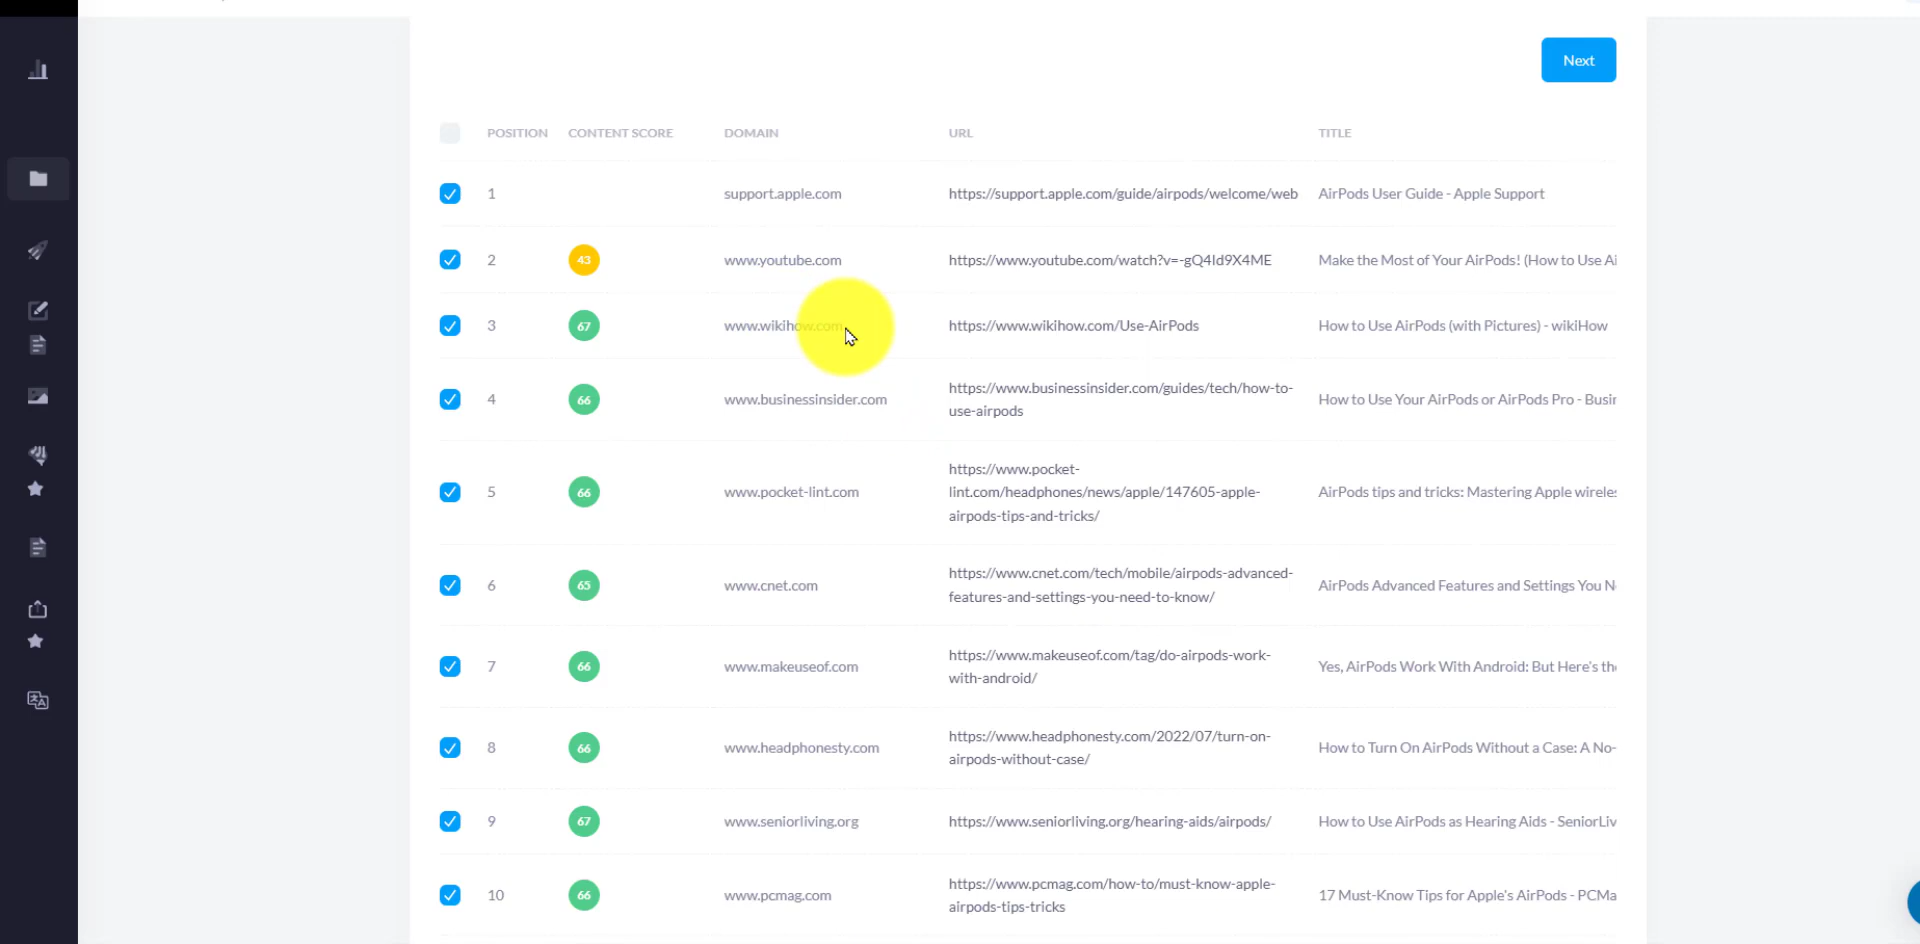 Next
POSITION CONTENT SCORE DOMAIN URL TITLE
1 support.apple.com https://support.apple.com/guide/airpods/welcome/web AirPods User Guide - Apple Support
2 43 www.youtube.com https://www.youtube.com/watch?v=-gQ4Id9X4ME Make the Most of Your AirPods! (How to Use Ai
3 67 www.wikihow.com https://www.wikihow.com/Use-AirPods How to Use AirPods (with Pictures) - wikiHow
4 66 www.businessinsider.com https://www.businessinsider.com/guides/tech/how-to-
use-airpods
How to Use Your AirPods or AirPods Pro - Busin
5 66 www.pocket-lint.com https://www.pocket-
lint.com/headphones/news/apple/147605-apple-
airpods-tips-and-tricks/
AirPods tips and tricks: Mastering Apple wireles
6 65 www.cnet.com https://www.cnet.com/tech/mobile/airpods-advanced-
features-and-settings-you-need-to-know/
AirPods Advanced Features and Settings You N
7 66 www.makeuseof.com https://www.makeuseof.com/tag/do-airpods-work-
with-android/
Yes, AirPods Work With Android: But Here's the
8 66 www.headphonesty.com https://www.headphonesty.com/2022/07/turn-on-
airpods-without-case/
How to Turn On AirPods Without a Case: A No-
9 67 www.seniorliving.org https://www.seniorliving.org/hearing-aids/airpods/ How to Use AirPods as Hearing Aids - SeniorLiv
10 66 www.pcmag.com https://www.pcmag.com/how-to/must-know-apple-
airpods-tips-tricks
17 Must-Know Tips for Apple's AirPods - PCMa